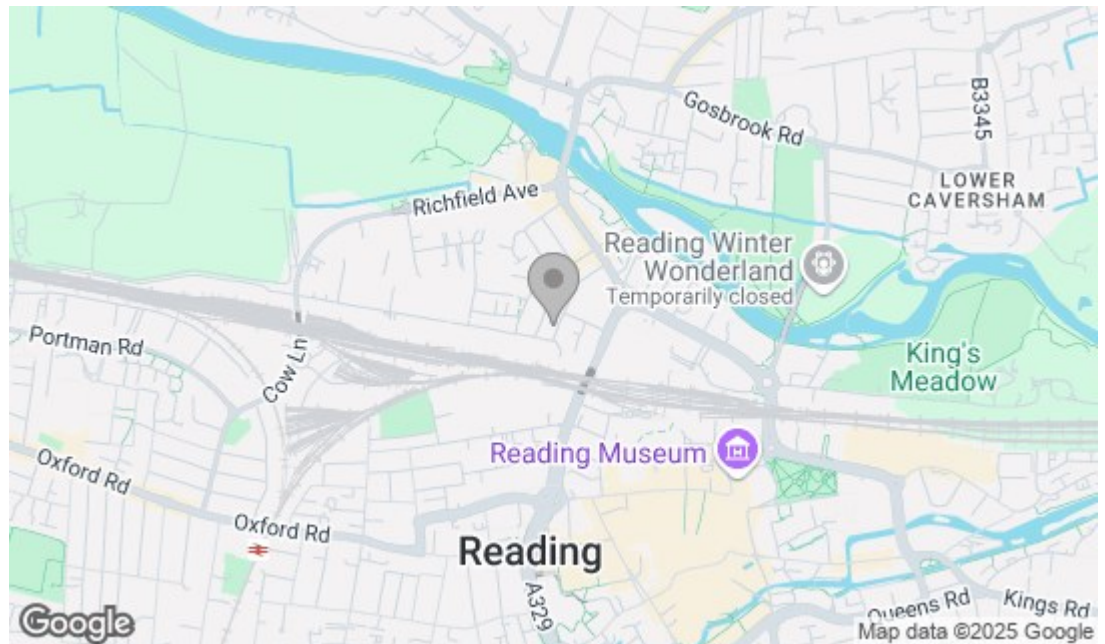 Gosbrook Rd
B3345
LOWER
CAVERSHAM
Richfield Ave
Reading Winter
Wonderland
Temporarily closed
Portman Rd
Cow Ln
King's
Meadow
Reading Museum
Oxford Rd
Oxford Rd
Reading
A329
Queens Rd
Kings Rd
Google
Map data ©2025 Google